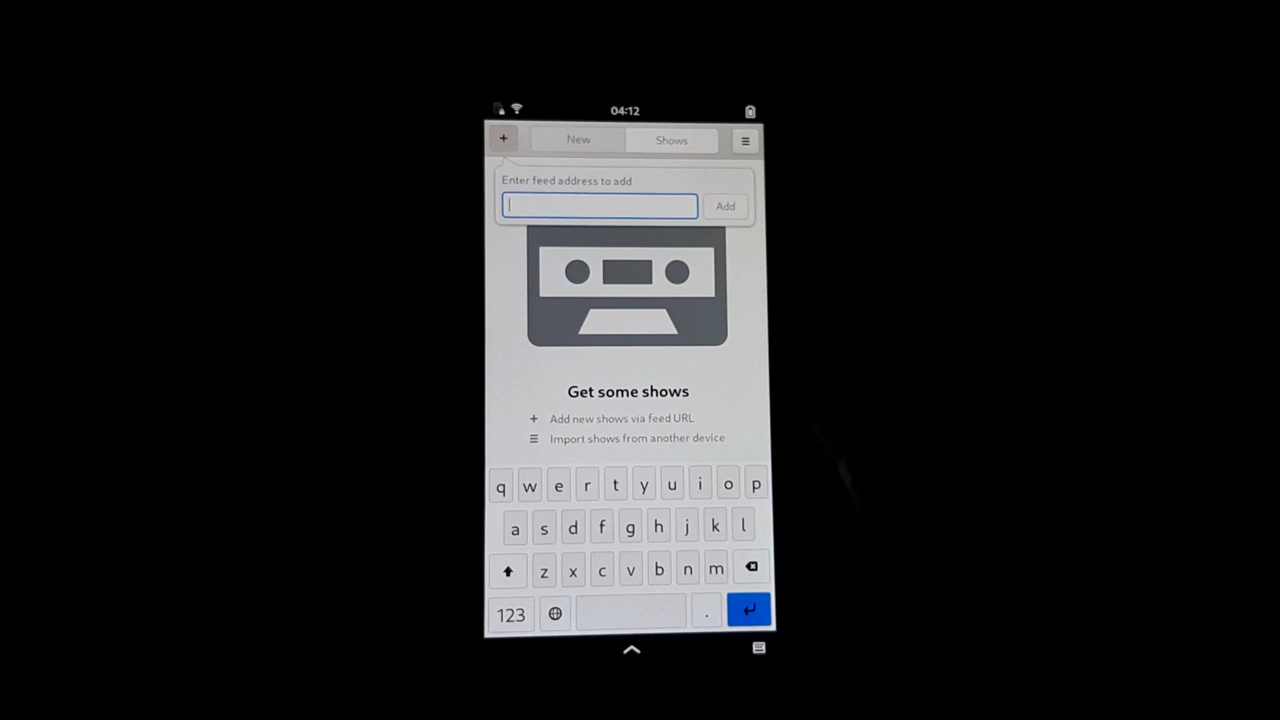 04:12
+ New Shows ≡
Enter feed address to add
Add
Get some shows
+ Add new shows via feed URL
≡ Import shows from another device
q w e r t y u i o p
a s d f g h j k l
z x c v b n m
123 .